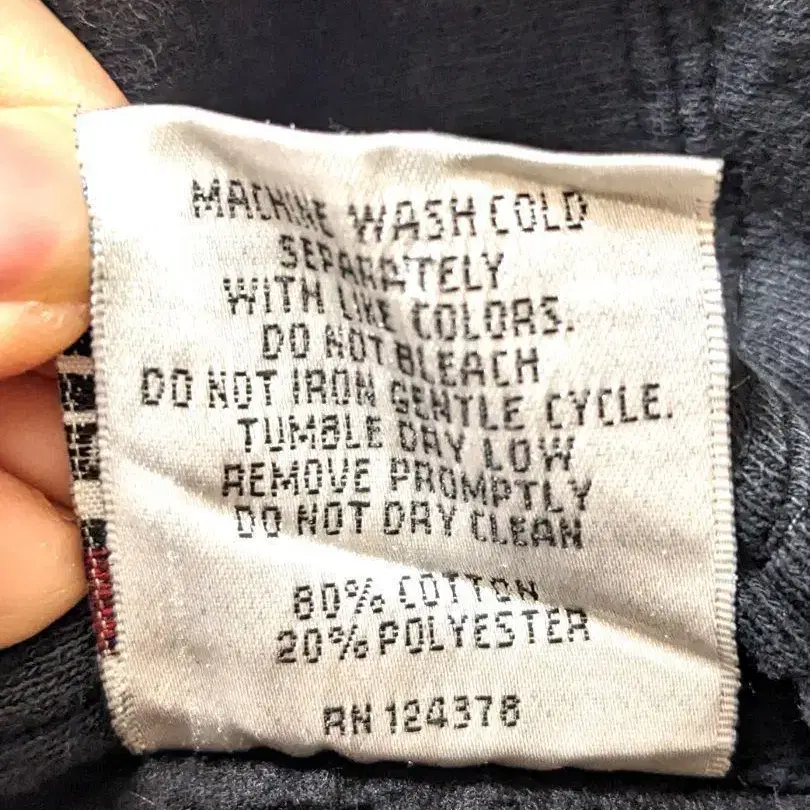 MACHINE WASH COLD
SEPARATELY
WITH LIKE COLORS.
DO NOT BLEACH
DO NOT IRON GENTLE CYCLE.
TUMBLE DRY LOW
REMOVE PROMPTLY
DO NOT DRY CLEAN
80% COTTON
20% POLYESTER
RN 124376